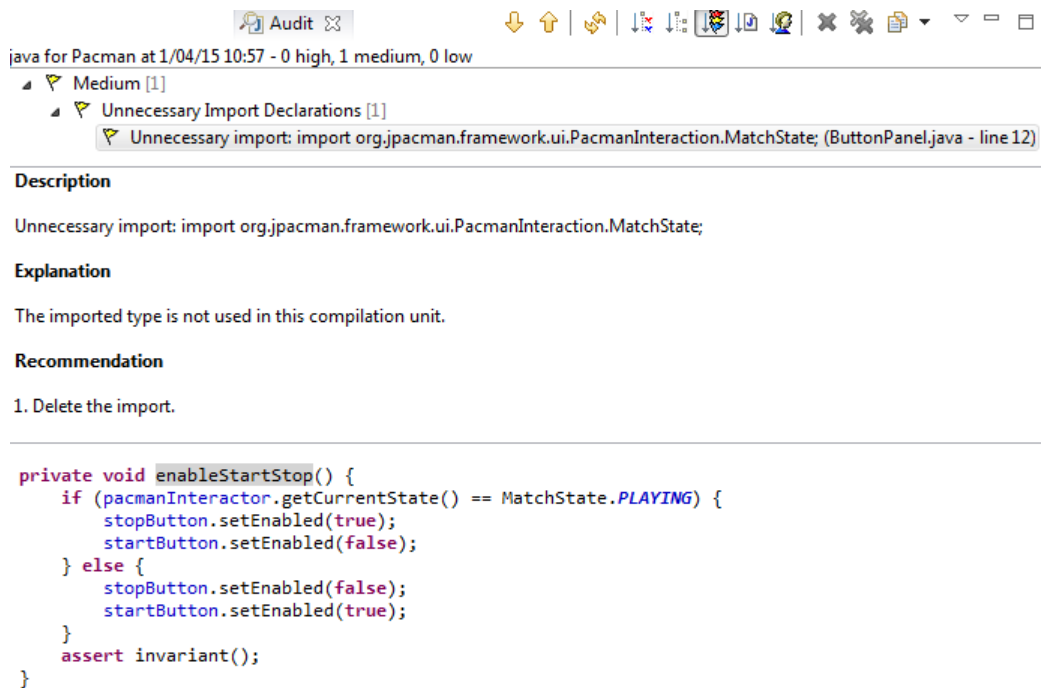 Audit
java for Pacman at 1/04/15 10:57 - 0 high, 1 medium, 0 low
Medium [1]
Unnecessary Import Declarations [1]
Unnecessary import: import org.jpacman.framework.ui.PacmanInteraction.MatchState; (ButtonPanel.java - line 12)
Description
Unnecessary import: import org.jpacman.framework.ui.PacmanInteraction.MatchState;
Explanation
The imported type is not used in this compilation unit.
Recommendation
1. Delete the import.
private void enableStartStop() {
    if (pacmanInteractor.getCurrentState() == MatchState.PLAYING) {
        stopButton.setEnabled(true);
        startButton.setEnabled(false);
    } else {
        stopButton.setEnabled(false);
        startButton.setEnabled(true);
    }
    assert invariant();
}